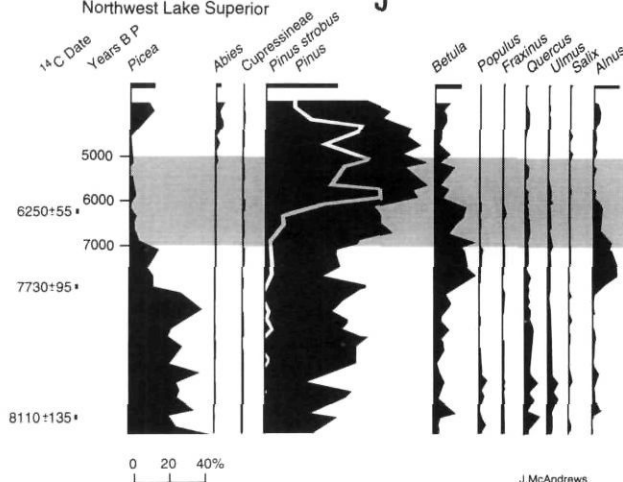 Northwest Lake Superior
J
¹⁴C Date Years B P Picea Abies Cupressineae Pinus strobus Pinus Betula Populus Fraxinus Quercus Ulmus Salix Alnus
5000
6000
6250±55
7000
7730±95
8110±135
0 20 40%
J McAndrews